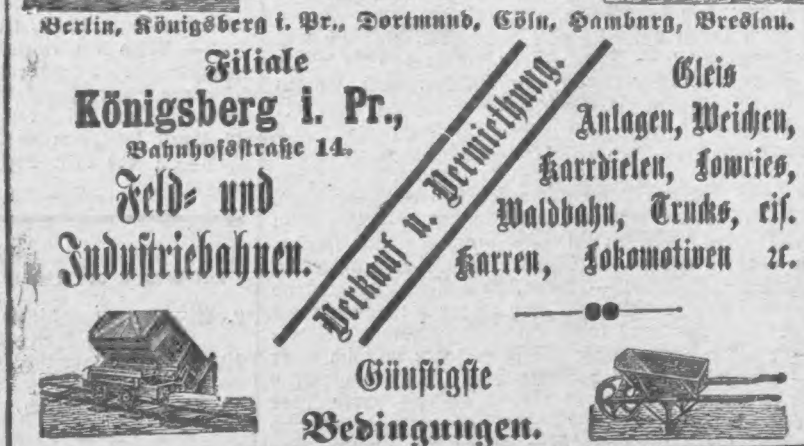 Berlin, Königsberg i. Pr., Dortmund, Cöln, Hamburg, Breslau.
Filiale
Königsberg i. Pr.,
Bahnhofsstraße 14.
Feld- und
Industriebahnen.
Verkauf u. Vermiethung.
Gleis
Anlagen, Weichen,
Karrdielen, Lowries,
Waldbahn, Trucks, eis.
Karren, Lokomotiven ꝛc.
Günstigste
Bedingungen.